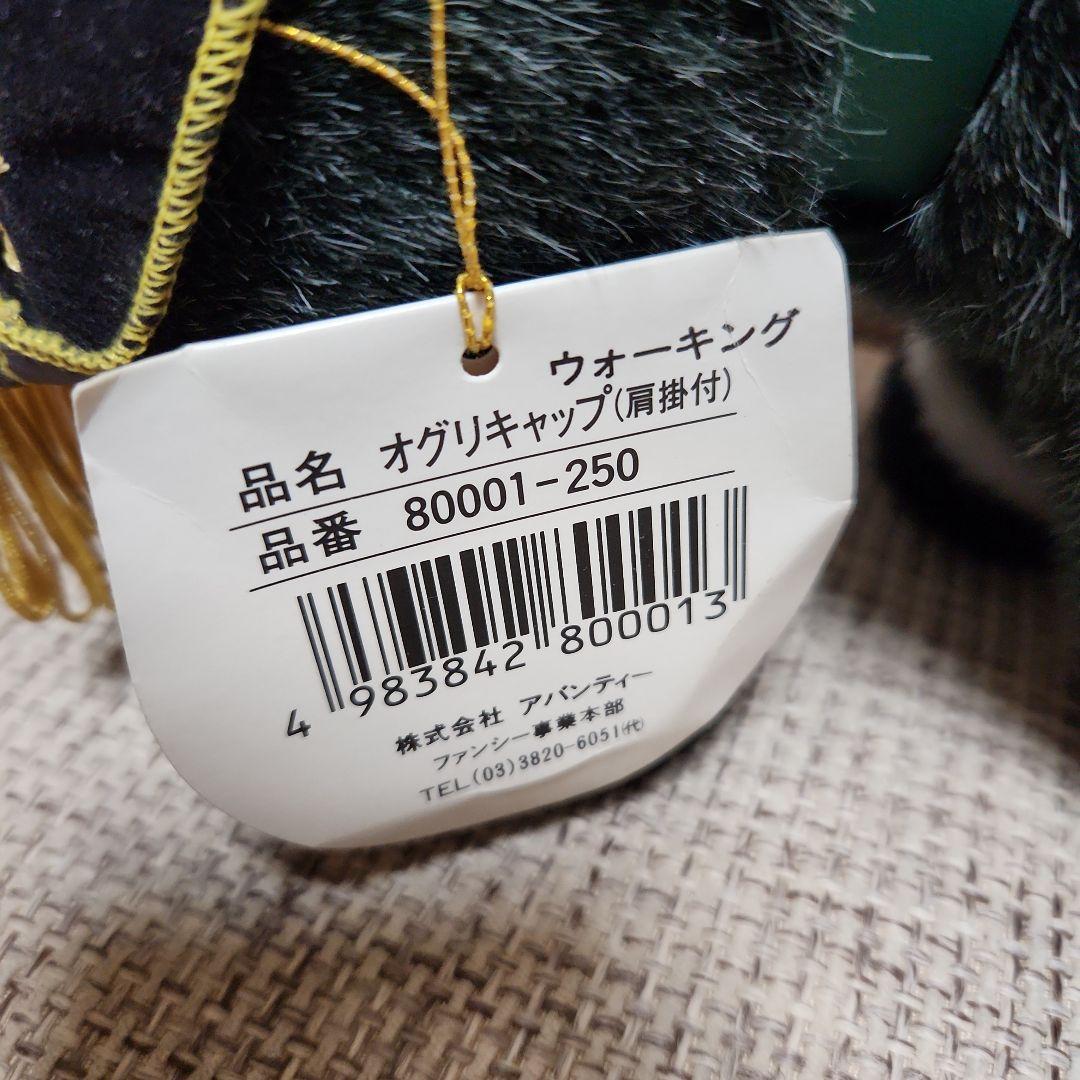 ウォーキング
品名 オグリキャップ(肩掛付)
品番 80001-250
4 983842 800013
株式会社 アバンティー
ファンシー事業本部
TEL(03)3820-6051(代)